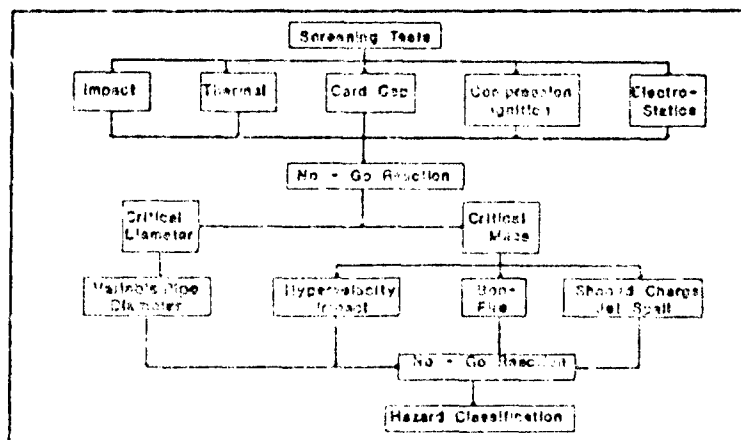 Screening Tests
Impact
Thermal
Card Gap
Compression
Ignition
Electro-
Statics
No - Go Reaction
Critical
Diameter
Critical
Mass
Variable Pipe
Diameter
Hypervelocity
Impact
Bon-
Fire
Shaped Charge
Jet Spall
No - Go Reaction
Hazard Classification